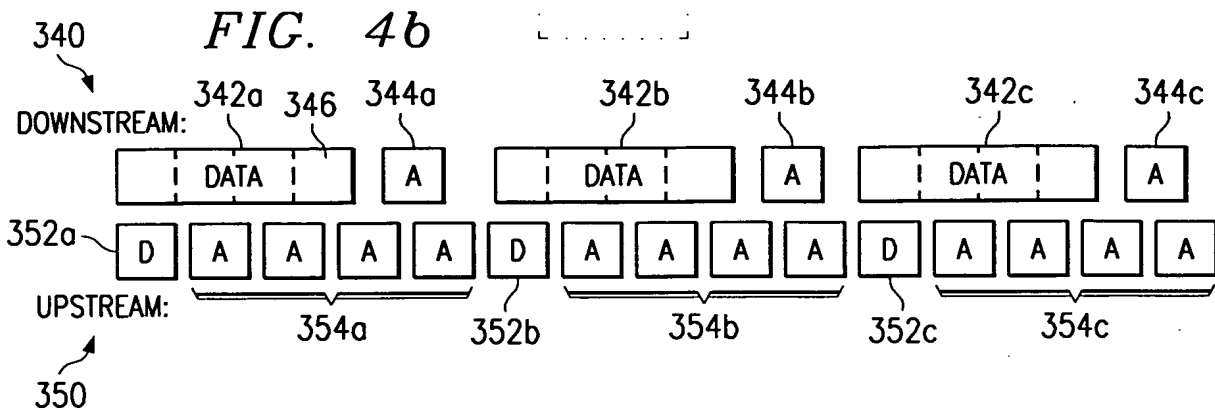 FIG. 4b
340
342a 346 344a 342b 344b 342c 344c
DOWNSTREAM:
DATA A DATA A DATA A
352a D A A A A D A A A A D A A A A
UPSTREAM:
354a 352b 354b 352c 354c
350